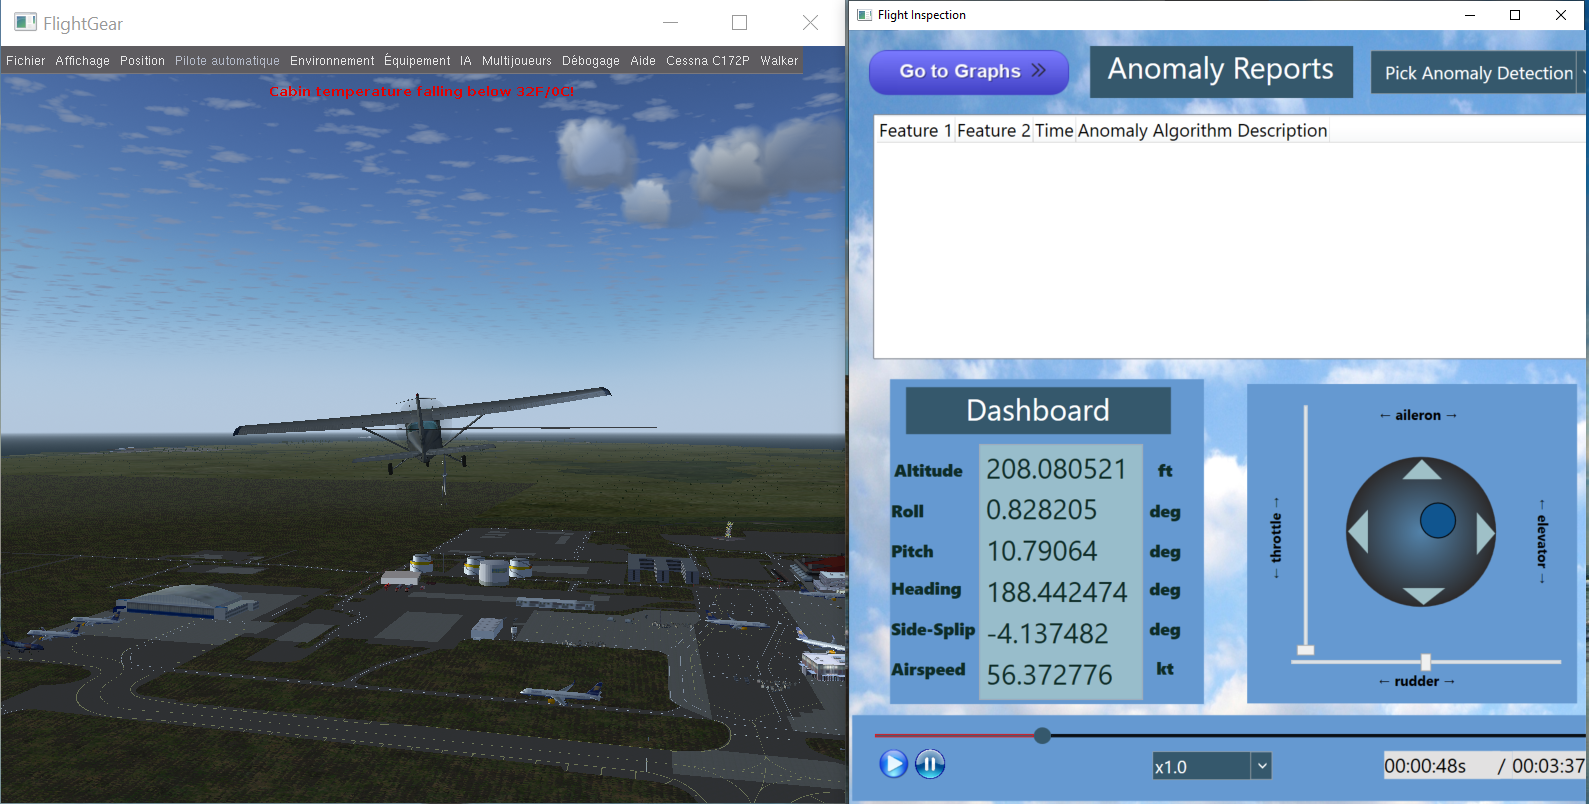 FlightGear
Fichier Affichage Position Pilote automatique Environnement Équipement IA Multijoueurs Débogage Aide Cessna C172P Walker
Cabin temperature falling below 32F/0C!
Flight Inspection
Go to Graphs »
Anomaly Reports
Pick Anomaly Detection
Feature 1 Feature 2 Time Anomaly Algorithm Description
Dashboard
Altitude 208.080521 ft
Roll 0.828205 deg
Pitch 10.79064 deg
Heading 188.442474 deg
Side-Splip -4.137482 deg
Airspeed 56.372776 kt
← aileron →
← throttle →
← elevator →
← rudder →
x1.0
00:00:48s / 00:03:37